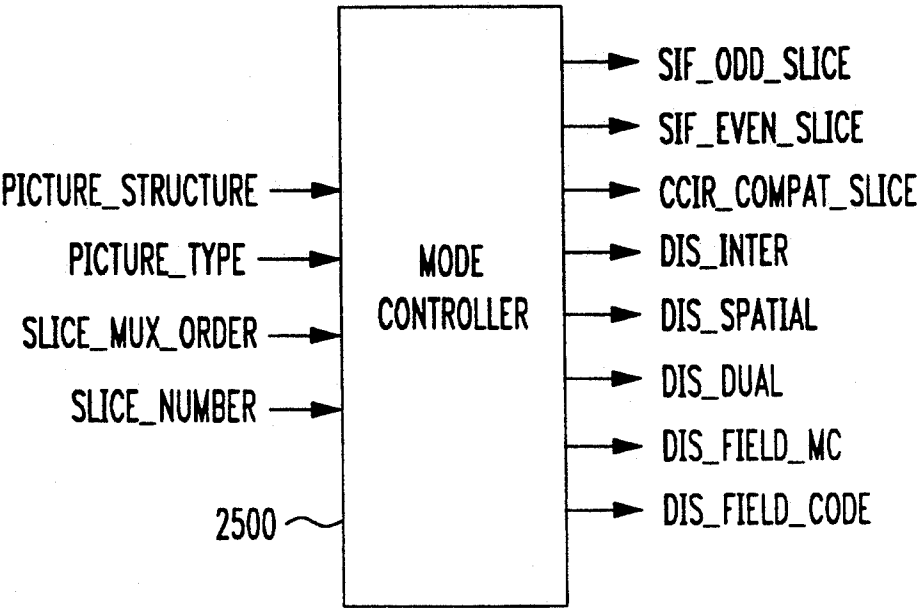 PICTURE_STRUCTURE
PICTURE_TYPE
SLICE_MUX_ORDER
SLICE_NUMBER
2500
MODE
CONTROLLER
SIF_ODD_SLICE
SIF_EVEN_SLICE
CCIR_COMPAT_SLICE
DIS_INTER
DIS_SPATIAL
DIS_DUAL
DIS_FIELD_MC
DIS_FIELD_CODE